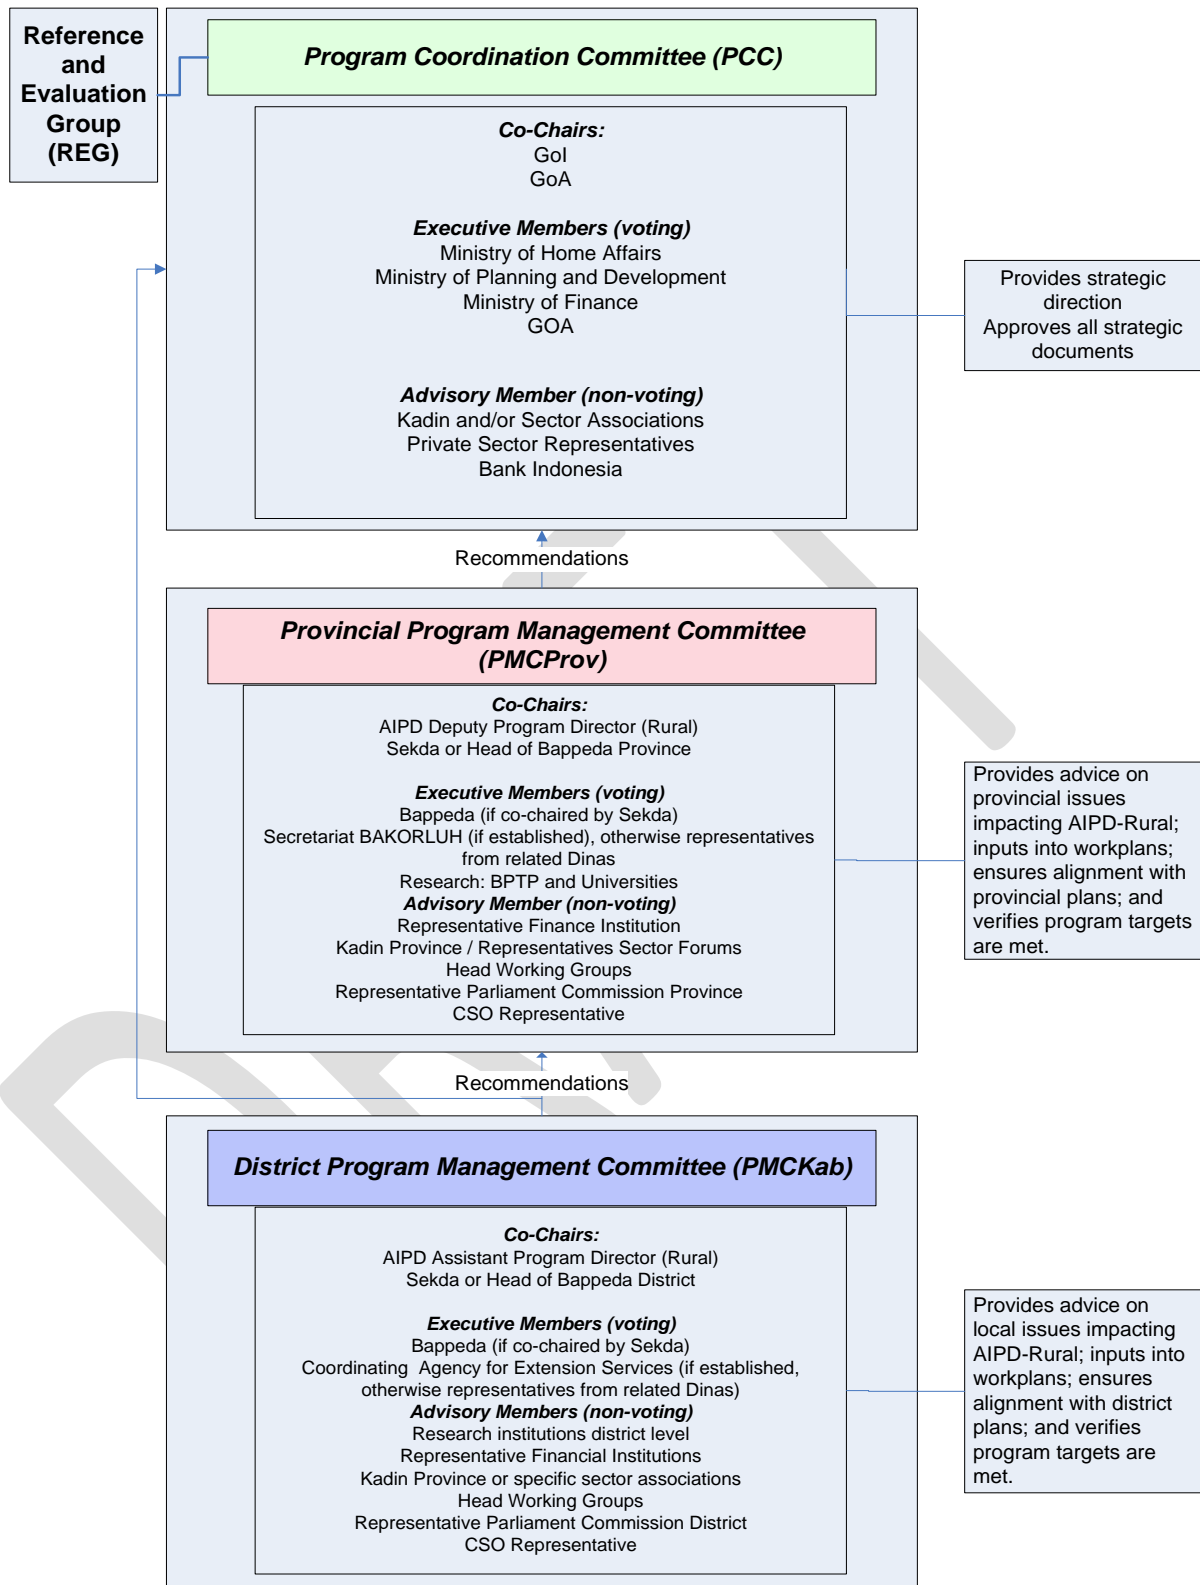 Reference
and
Evaluation
Group
(REG)
Program Coordination Committee (PCC)
Co-Chairs:
GoI
GoA
Executive Members (voting)
Ministry of Home Affairs
Ministry of Planning and Development
Ministry of Finance
GOA
Advisory Member (non-voting)
Kadin and/or Sector Associations
Private Sector Representatives
Bank Indonesia
Provides strategic
direction
Approves all strategic
documents
Recommendations
Provincial Program Management Committee
(PMCProv)
Co-Chairs:
AIPD Deputy Program Director (Rural)
Sekda or Head of Bappeda Province
Executive Members (voting)
Bappeda (if co-chaired by Sekda)
Secretariat BAKORLUH (if established), otherwise representatives
from related Dinas
Research: BPTP and Universities
Advisory Member (non-voting)
Representative Finance Institution
Kadin Province / Representatives Sector Forums
Head Working Groups
Representative Parliament Commission Province
CSO Representative
Provides advice on
provincial issues
impacting AIPD-Rural;
inputs into workplans;
ensures alignment with
provincial plans; and
verifies program targets
are met.
Recommendations
District Program Management Committee (PMCKab)
Co-Chairs:
AIPD Assistant Program Director (Rural)
Sekda or Head of Bappeda District
Executive Members (voting)
Bappeda (if co-chaired by Sekda)
Coordinating Agency for Extension Services (if established,
otherwise representatives from related Dinas)
Advisory Members (non-voting)
Research institutions district level
Representative Financial Institutions
Kadin Province or specific sector associations
Head Working Groups
Representative Parliament Commission District
CSO Representative
Provides advice on
local issues impacting
AIPD-Rural; inputs into
workplans; ensures
alignment with district
plans; and verifies
program targets are
met.
DRAFT